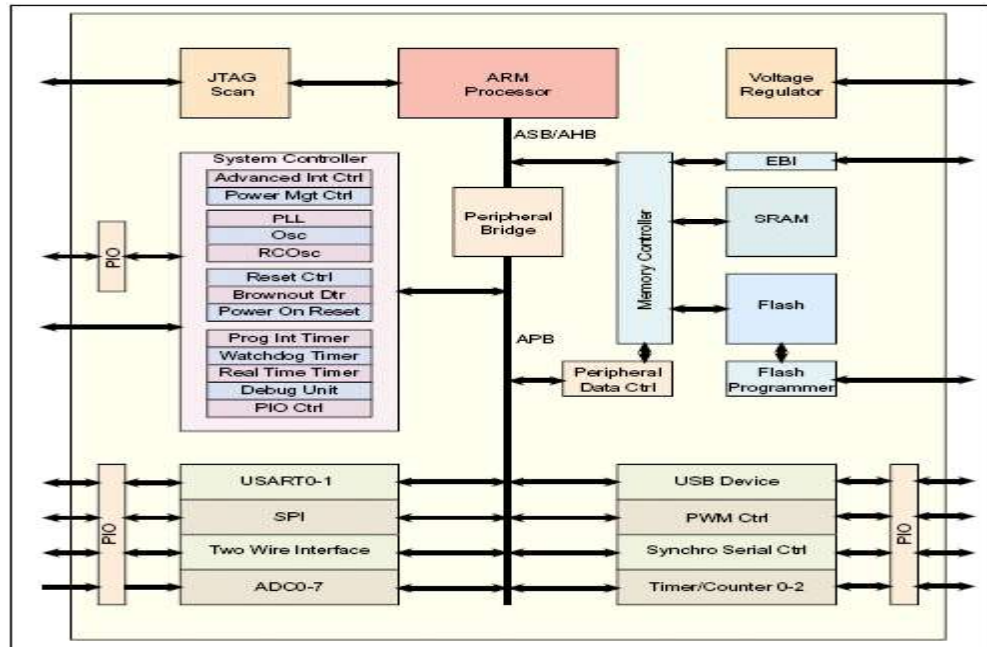 JTAG
Scan
ARM
Processor
Voltage
Regulator
ASB/AHB
System Controller
Advanced Int Ctrl
Power Mgt Ctrl
PLL
Osc
RCOsc
Reset Ctrl
Brownout Dtr
Power On Reset
Prog Int Timer
Watchdog Timer
Real Time Timer
Debug Unit
PIO Ctrl
PIO
Peripheral
Bridge
Memory Controller
EBI
SRAM
Flash
APB
Peripheral
Data Ctrl
Flash
Programmer
PIO
USART0-1
SPI
Two Wire Interface
ADC0-7
USB Device
PWM Ctrl
Synchro Serial Ctrl
Timer/Counter 0-2
PIO